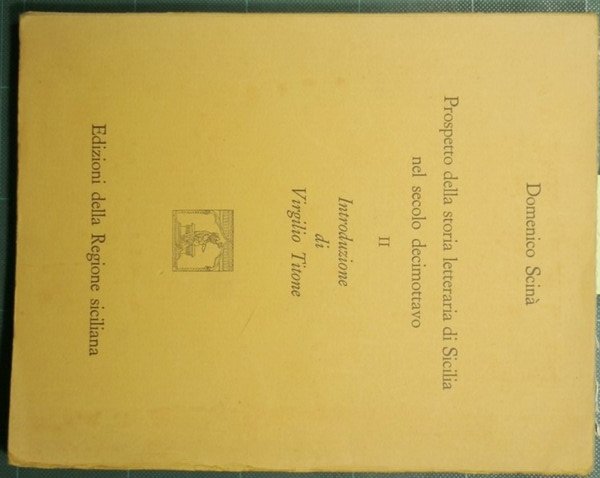 Domenico Scinà
Prospetto della storia letteraria di Sicilia
nel secolo decimottavo
II
Introduzione
di
Virgilio Titone
Edizioni della Regione siciliana